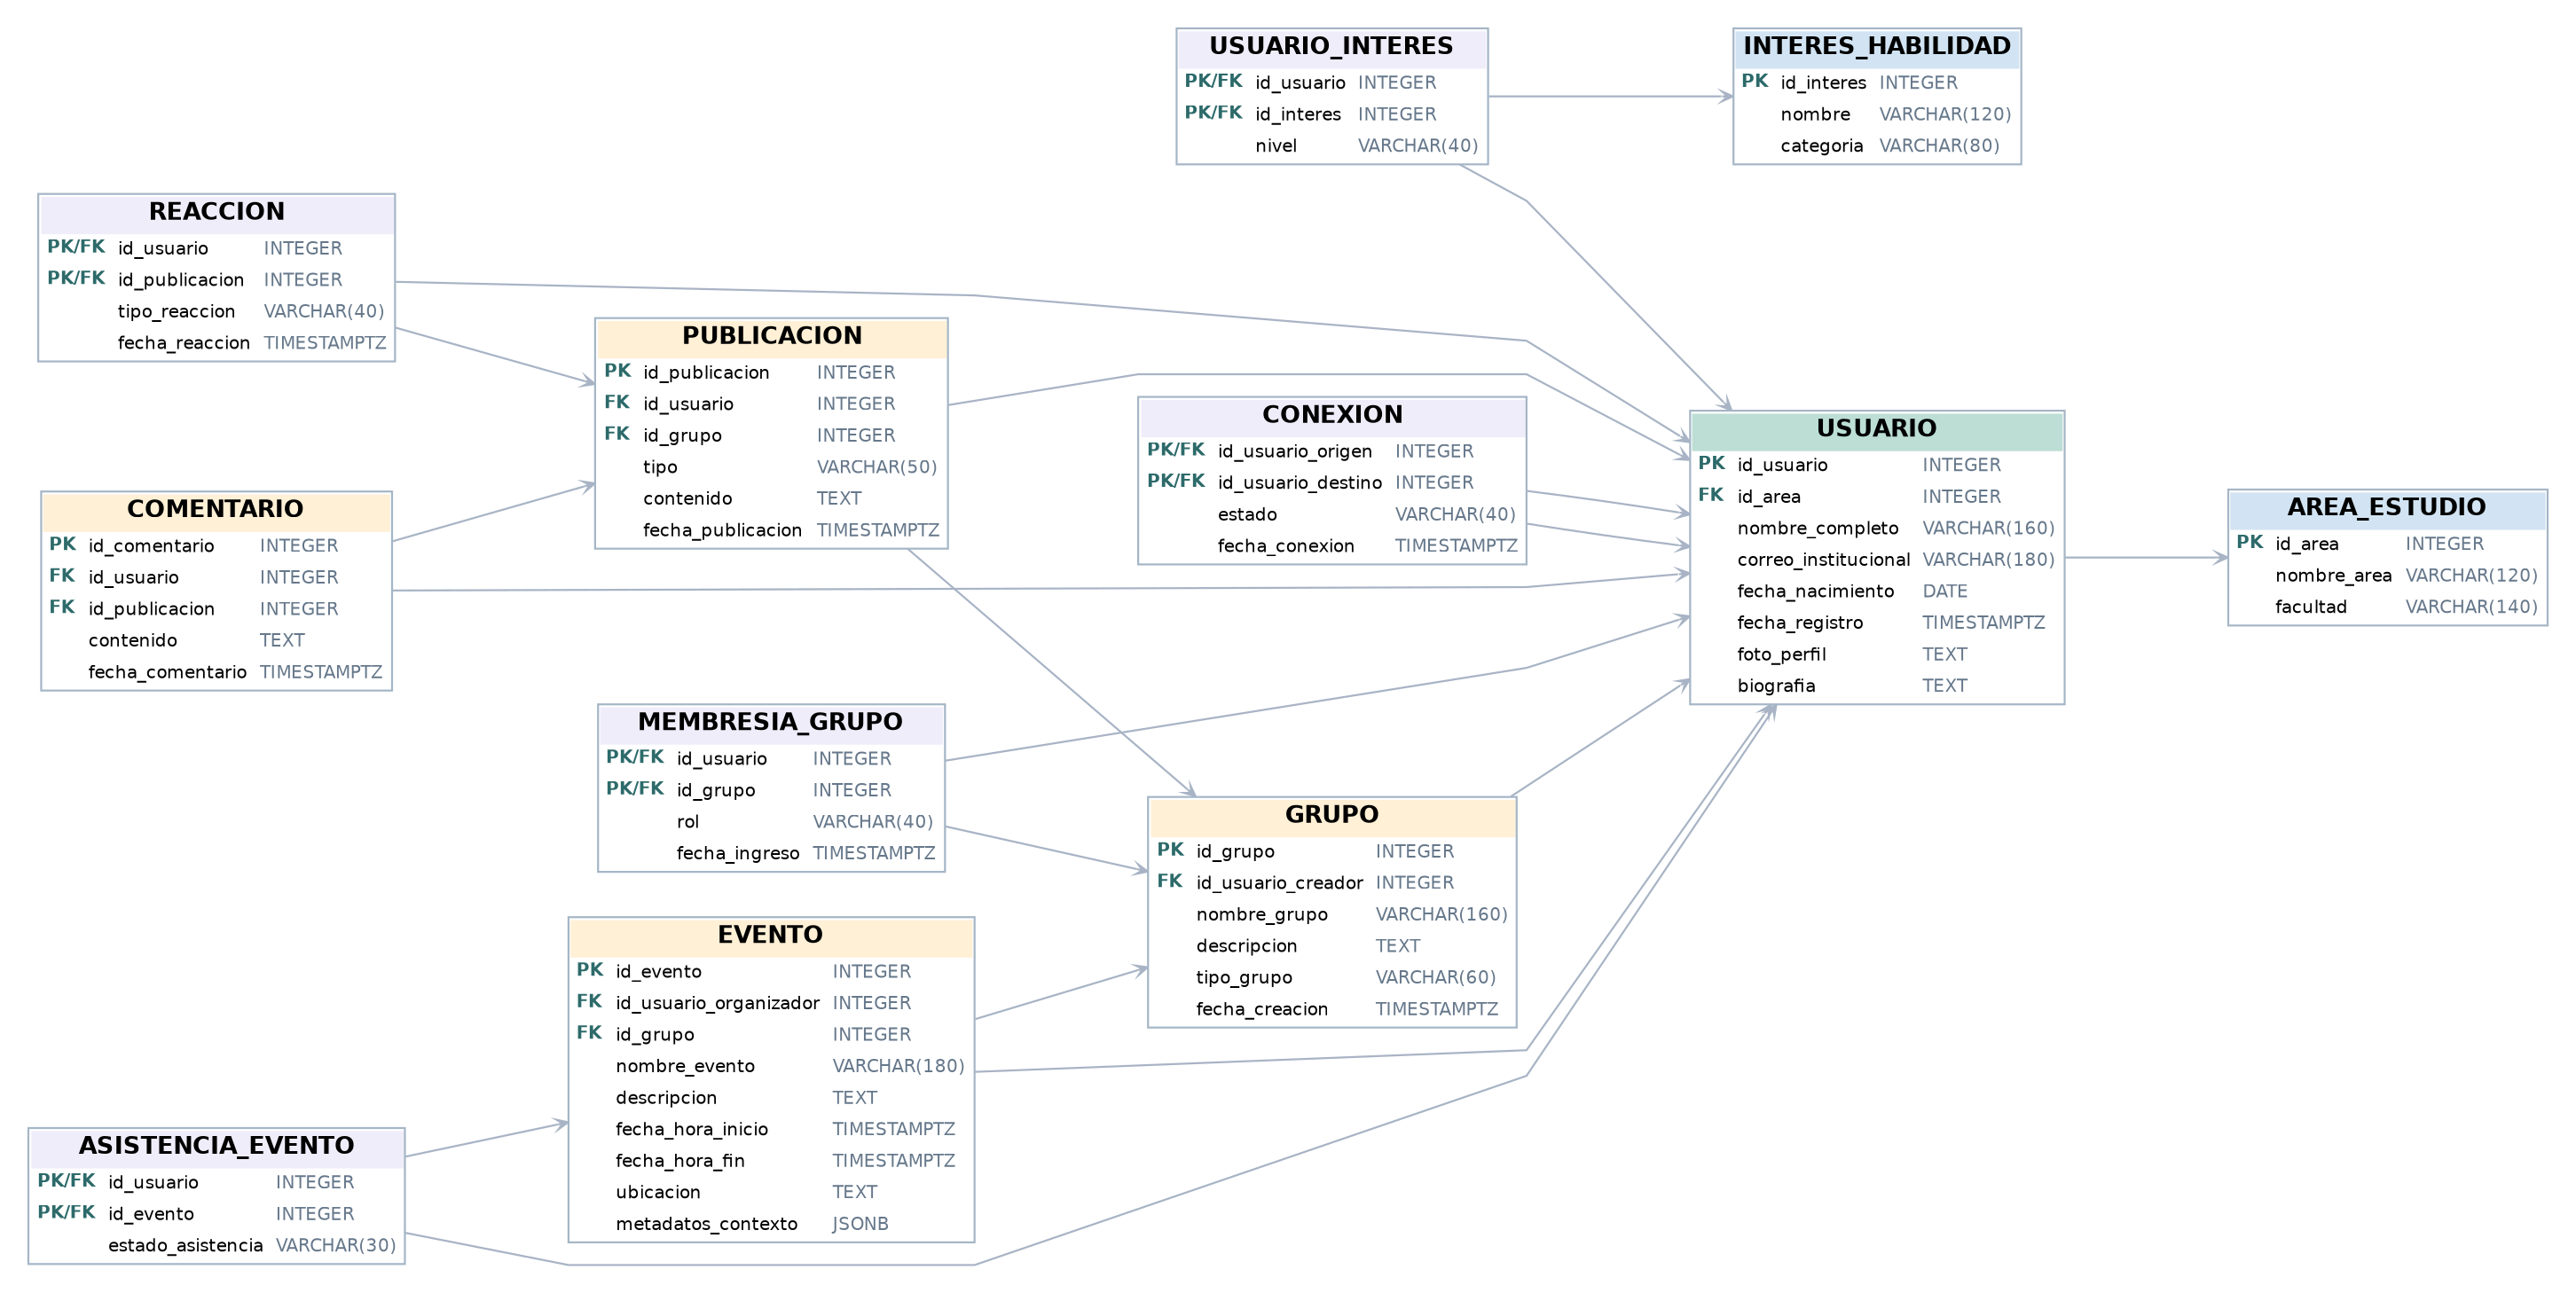 USUARIO_INTERES
PK/FK id_usuario INTEGER
PK/FK id_interes INTEGER
nivel VARCHAR(40)
INTERES_HABILIDAD
PK id_interes INTEGER
nombre VARCHAR(120)
categoria VARCHAR(80)
REACCION
PK/FK id_usuario INTEGER
PK/FK id_publicacion INTEGER
tipo_reaccion VARCHAR(40)
fecha_reaccion TIMESTAMPTZ
PUBLICACION
PK id_publicacion INTEGER
FK id_usuario INTEGER
FK id_grupo INTEGER
tipo VARCHAR(50)
contenido TEXT
fecha_publicacion TIMESTAMPTZ
CONEXION
PK/FK id_usuario_origen INTEGER
PK/FK id_usuario_destino INTEGER
estado VARCHAR(40)
fecha_conexion TIMESTAMPTZ
USUARIO
PK id_usuario INTEGER
FK id_area INTEGER
nombre_completo VARCHAR(160)
correo_institucional VARCHAR(180)
fecha_nacimiento DATE
fecha_registro TIMESTAMPTZ
foto_perfil TEXT
biografia TEXT
AREA_ESTUDIO
PK id_area INTEGER
nombre_area VARCHAR(120)
facultad VARCHAR(140)
COMENTARIO
PK id_comentario INTEGER
FK id_usuario INTEGER
FK id_publicacion INTEGER
contenido TEXT
fecha_comentario TIMESTAMPTZ
MEMBRESIA_GRUPO
PK/FK id_usuario INTEGER
PK/FK id_grupo INTEGER
rol VARCHAR(40)
fecha_ingreso TIMESTAMPTZ
GRUPO
PK id_grupo INTEGER
FK id_usuario_creador INTEGER
nombre_grupo VARCHAR(160)
descripcion TEXT
tipo_grupo VARCHAR(60)
fecha_creacion TIMESTAMPTZ
EVENTO
PK id_evento INTEGER
FK id_usuario_organizador INTEGER
FK id_grupo INTEGER
nombre_evento VARCHAR(180)
descripcion TEXT
fecha_hora_inicio TIMESTAMPTZ
fecha_hora_fin TIMESTAMPTZ
ubicacion TEXT
metadatos_contexto JSONB
ASISTENCIA_EVENTO
PK/FK id_usuario INTEGER
PK/FK id_evento INTEGER
estado_asistencia VARCHAR(30)